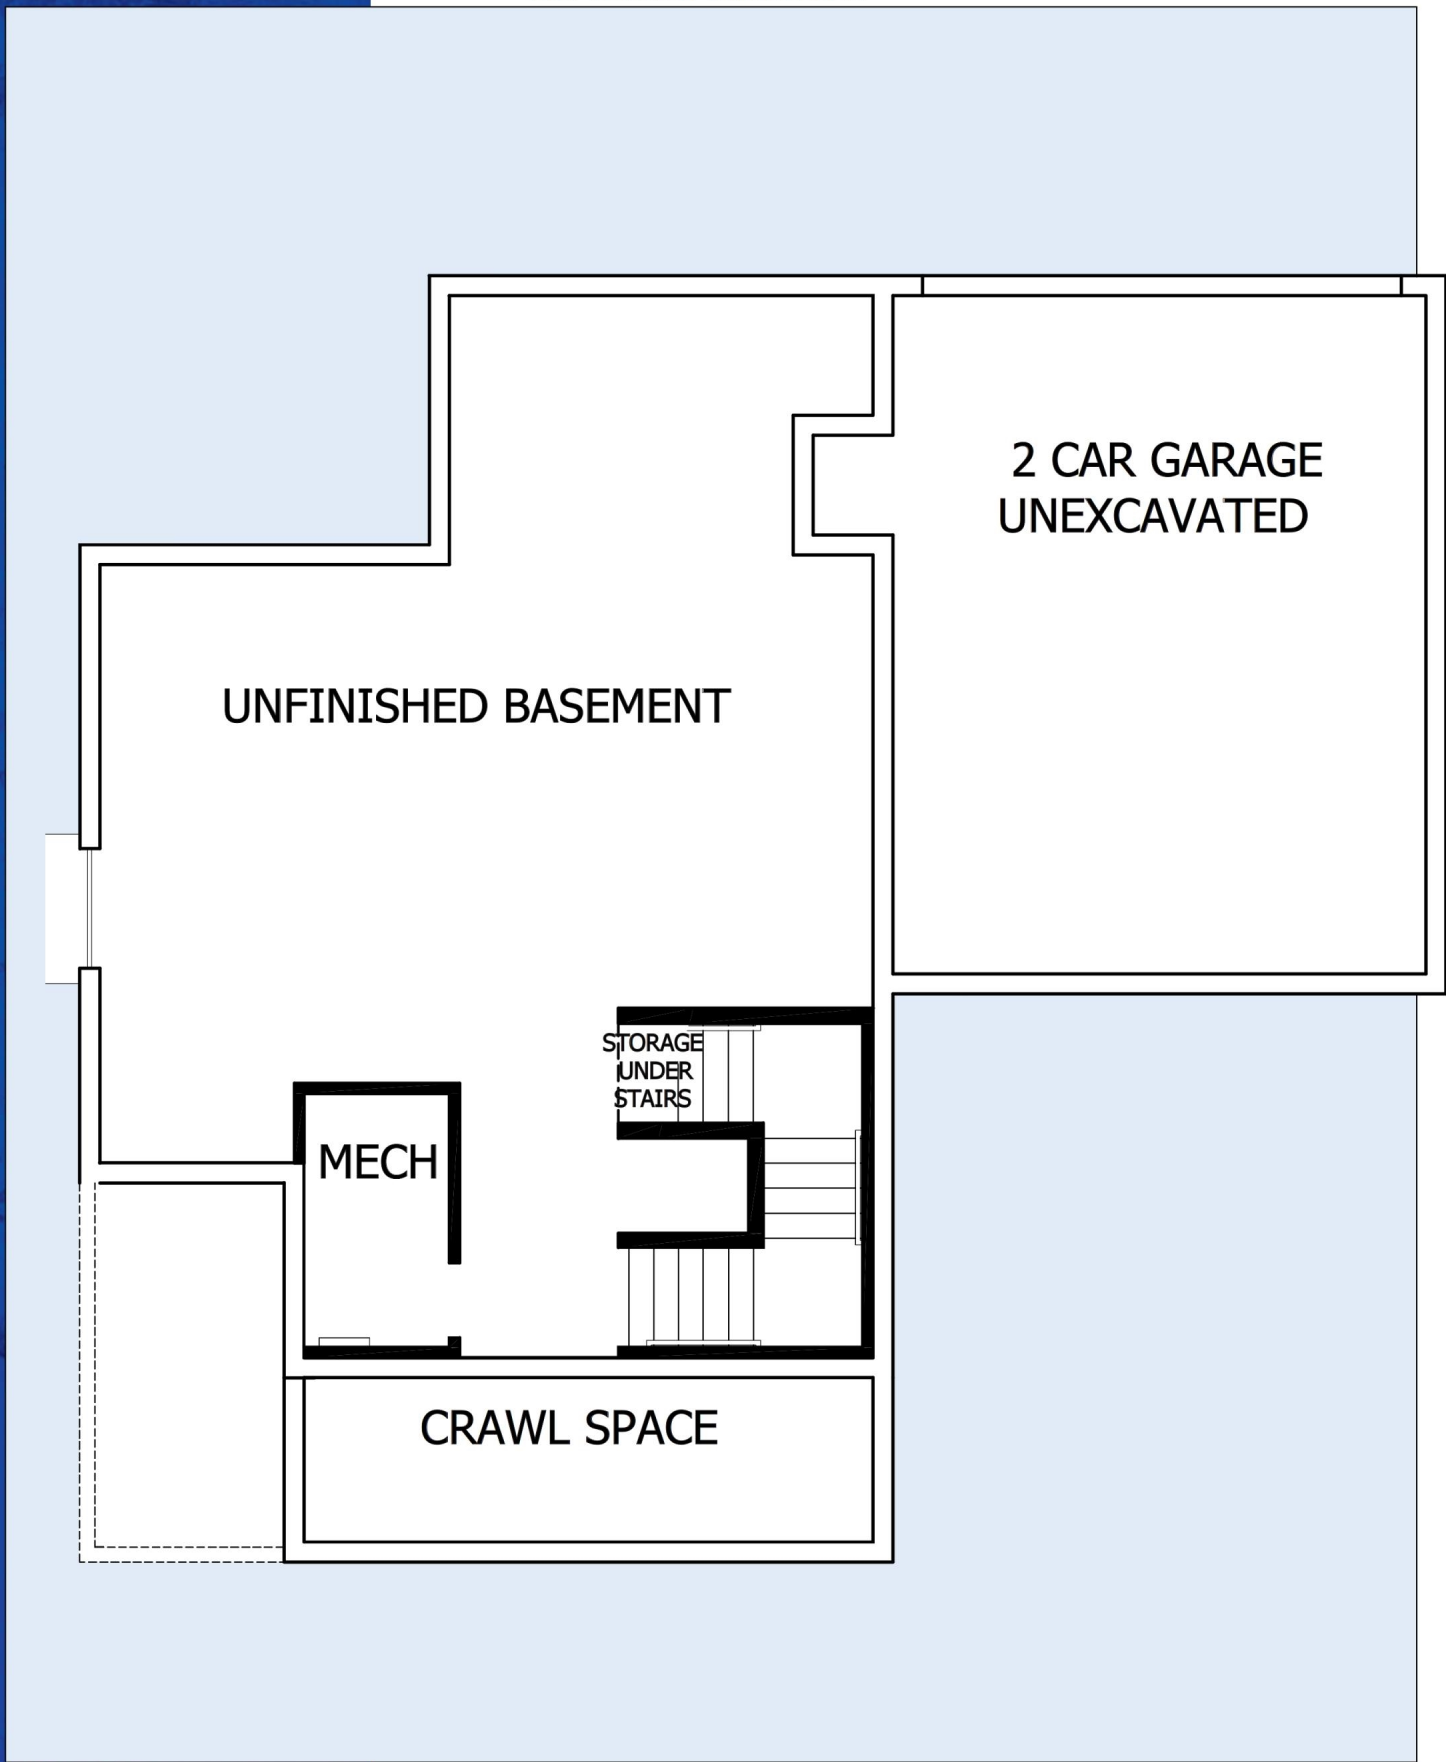 2 CAR GARAGE
UNEXCAVATED
UNFINISHED BASEMENT
STORAGE
UNDER
STAIRS
MECH
CRAWL SPACE